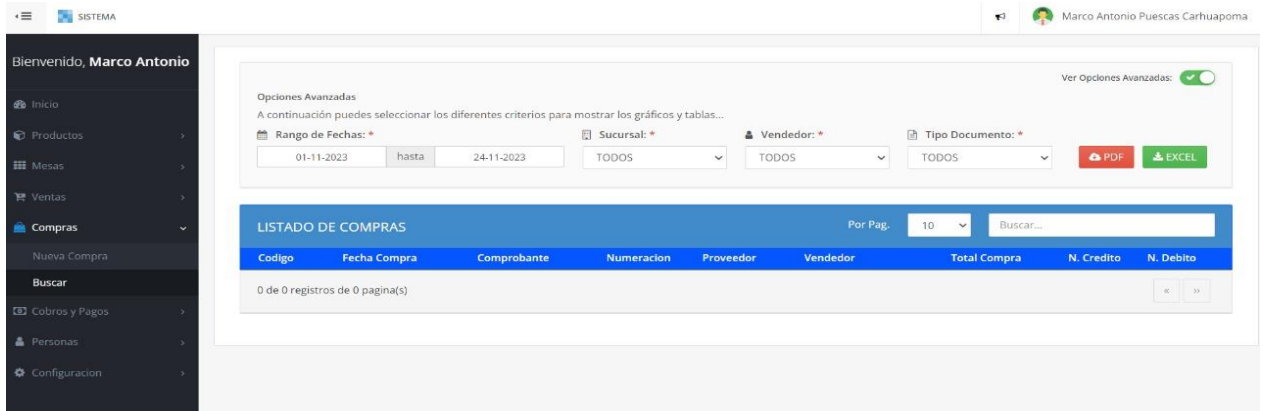 SISTEMA
Marco Antonio Puescas Carhuapoma
Bienvenido, Marco Antonio
Inicio
Productos
Mesas
Ventas
Compras
Nueva Compra
Buscar
Cobros y Pagos
Personas
Configuracion
Ver Opciones Avanzadas:
Opciones Avanzadas
A continuación puedes seleccionar los diferentes criterios para mostrar los gráficos y tablas...
Rango de Fechas: * Sucursal: * Vendedor: * Tipo Documento: *
01-11-2023 hasta 24-11-2023 TODOS TODOS TODOS PDF EXCEL
LISTADO DE COMPRAS Por Pag. 10 Buscar...
Codigo Fecha Compra Comprobante Numeracion Proveedor Vendedor Total Compra N. Credito N. Debito
0 de 0 registros de 0 pagina(s) « »